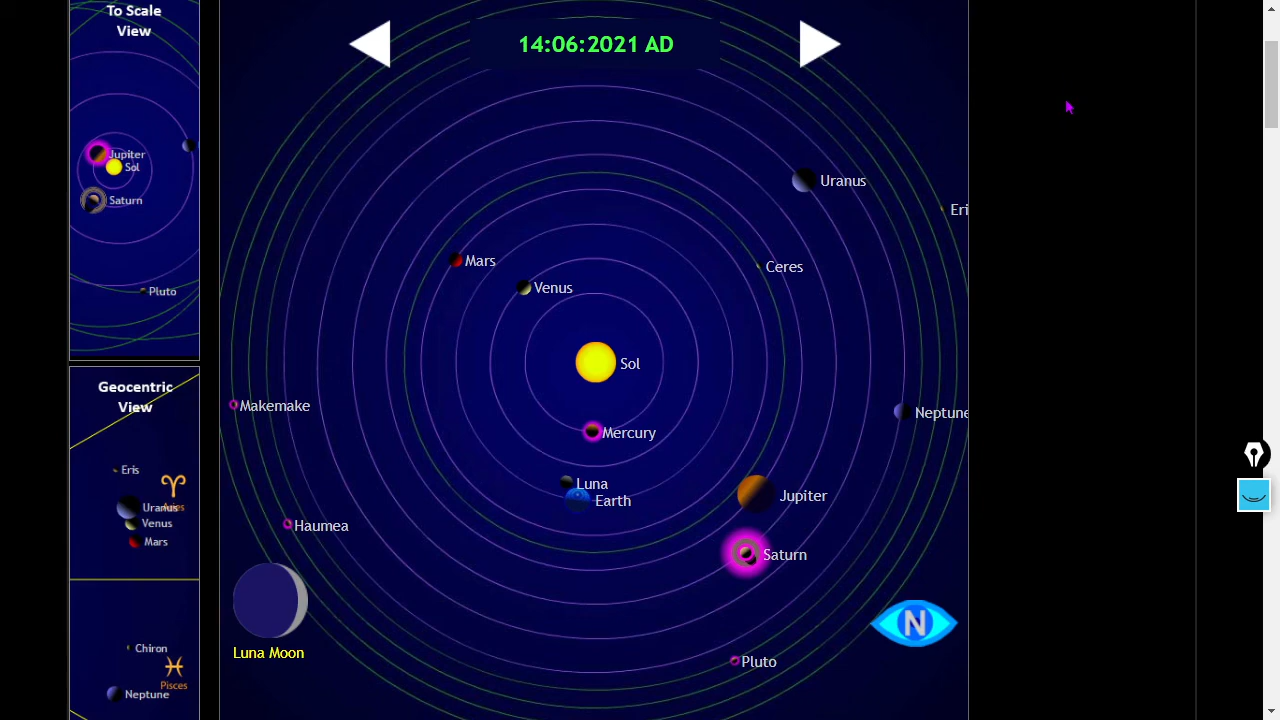 To Scale
View
Jupiter
Sol
Saturn
Pluto
Geocentric
View
Eris
Uranus
Aries
Venus
Mars
Chiron
Pisces
Neptune
14:06:2021 AD
Uranus
Eri
Mars
Ceres
Venus
Sol
Makemake
Neptune
Mercury
Luna
Earth
Jupiter
Haumea
Saturn
N
Luna Moon
Pluto